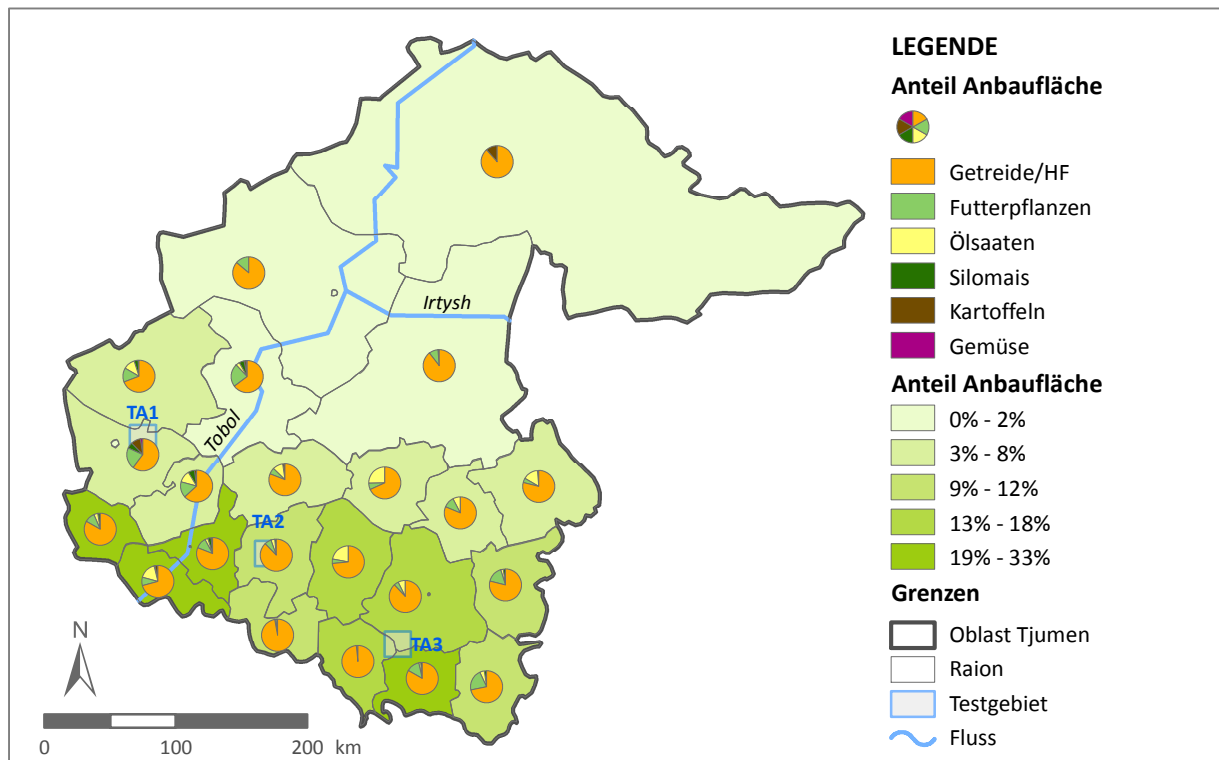 LEGENDE
Anteil Anbaufläche
Getreide/HF
Futterpflanzen
Ölsaaten
Silomais
Kartoffeln
Gemüse
Anteil Anbaufläche
0% - 2%
3% - 8%
9% - 12%
13% - 18%
19% - 33%
Grenzen
Oblast Tjumen
Raion
Testgebiet
Fluss
Irtysh
Tobol
TA1
TA2
TA3
N
0 100 200 km